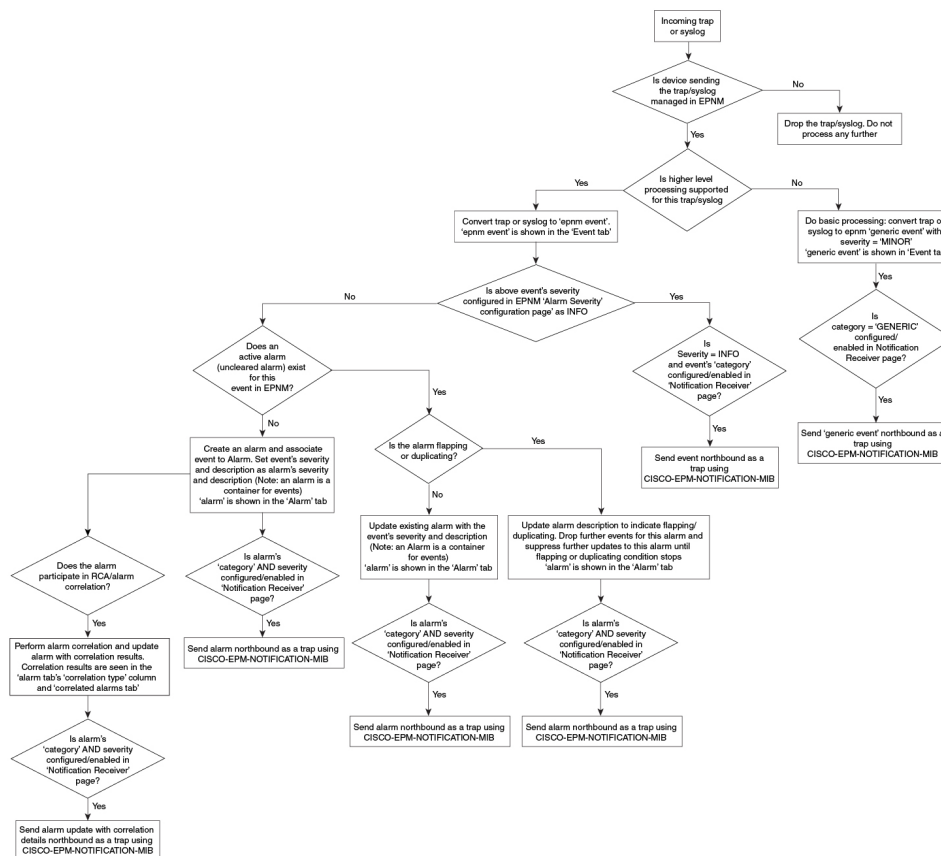 Incoming trap
or syslog
Is device sending
the trap/syslog
managed in EPNM
No
Drop the trap/syslog. Do not
process any further
Yes
Is higher level
processing supported
for this trap/syslog
Yes
No
Convert trap or syslog to ‘epnm event’.
‘epnm event’ is shown in the ‘Event tab’
Do basic processing: convert trap o
syslog to epnm ‘generic event’ with
severity = ‘MINOR’
‘generic event’ is shown in ‘Event ta
Is above event’s severity
configured in EPNM ‘Alarm Severity’
configuration page’ as INFO
No
Yes
Yes
Is
category = ‘GENERIC’
configured/
enabled in Notification
Receiver page?
Does an
active alarm
(uncleared alarm) exist
for this
event in EPNM?
Is
Severity = INFO
and event’s ‘category’
configured/enabled in
‘Notification Receiver’
page?
Yes
No
Yes
Yes
Send ‘generic event’ northbound as a
trap using
CISCO-EPM-NOTIFICATION-MIB
Create an alarm and associate
event to Alarm. Set event’s severity
and description as alarm’s severity
and description (Note: an alarm is a
container for events)
‘alarm’ is shown in the ‘Alarm’ tab
Is the alarm flapping
or duplicating?
Yes
Send event northbound as a
trap using
CISCO-EPM-NOTIFICATION-MIB
No
Update existing alarm with the
event’s severity and description
(Note: an Alarm is a container
for events)
‘alarm’ is shown in the ‘Alarm’ tab
Update alarm description to indicate flapping/
duplicating. Drop further events for this alarm and
suppress further updates to this alarm until
flapping or duplicating condition stops
‘alarm’ is shown in the ‘Alarm’ tab
Does the alarm
participate in RCA/alarm
correlation?
Is alarm’s
‘category’ AND severity
configured/enabled in
‘Notification Receiver’
page?
Yes
Yes
Is alarm’s
‘category’ AND severity
configured/enabled in
‘Notification Receiver’
page?
Is alarm’s
‘category’ AND severity
configured/enabled in
‘Notification Receiver’
page?
Perform alarm correlation and update
alarm with correlation results.
Correlation results are seen in the
‘alarm tab’s ‘correlation type’ column
and ‘correlated alarms tab’
Send alarm northbound as a trap using
CISCO-EPM-NOTIFICATION-MIB
Yes
Yes
Send alarm northbound as a trap using
CISCO-EPM-NOTIFICATION-MIB
Send alarm northbound as a trap using
CISCO-EPM-NOTIFICATION-MIB
Is alarm’s
‘category’ AND severity
configured/enabled in
‘Notification Receiver’
page?
Yes
Send alarm update with correlation
details northbound as a trap using
CISCO-EPM-NOTIFICATION-MIB